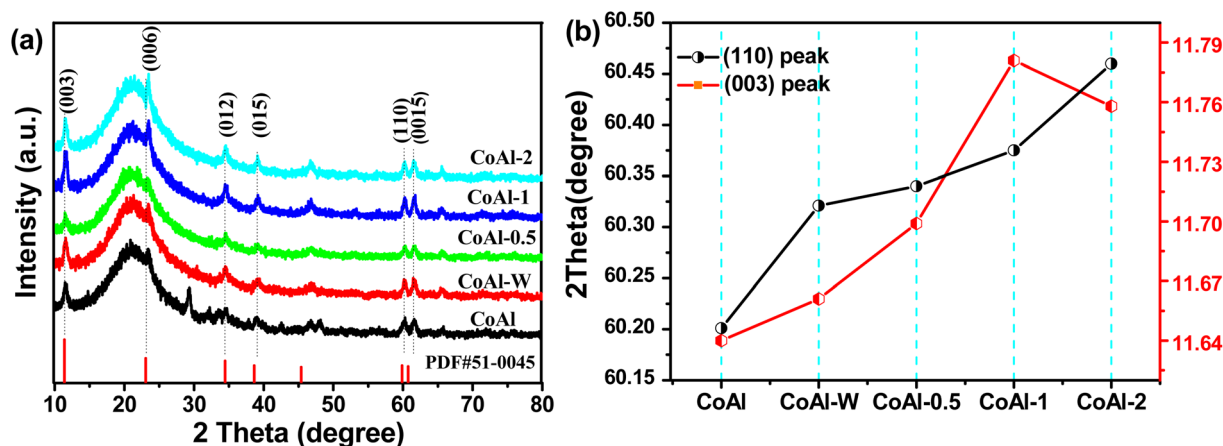 (a)
Intensity (a.u.)
(003)
(006)
(012)
(015)
(110)
(0015)
CoAl-2
CoAl-1
CoAl-0.5
CoAl-W
CoAl
PDF#51-0045
10 20 30 40 50 60 70 80
2 Theta (degree)
(b)
2Theta(degree)
60.50
60.45
60.40
60.35
60.30
60.25
60.20
60.15
(110) peak
(003) peak
11.79
11.76
11.73
11.70
11.67
11.64
CoAl CoAl-W CoAl-0.5 CoAl-1 CoAl-2